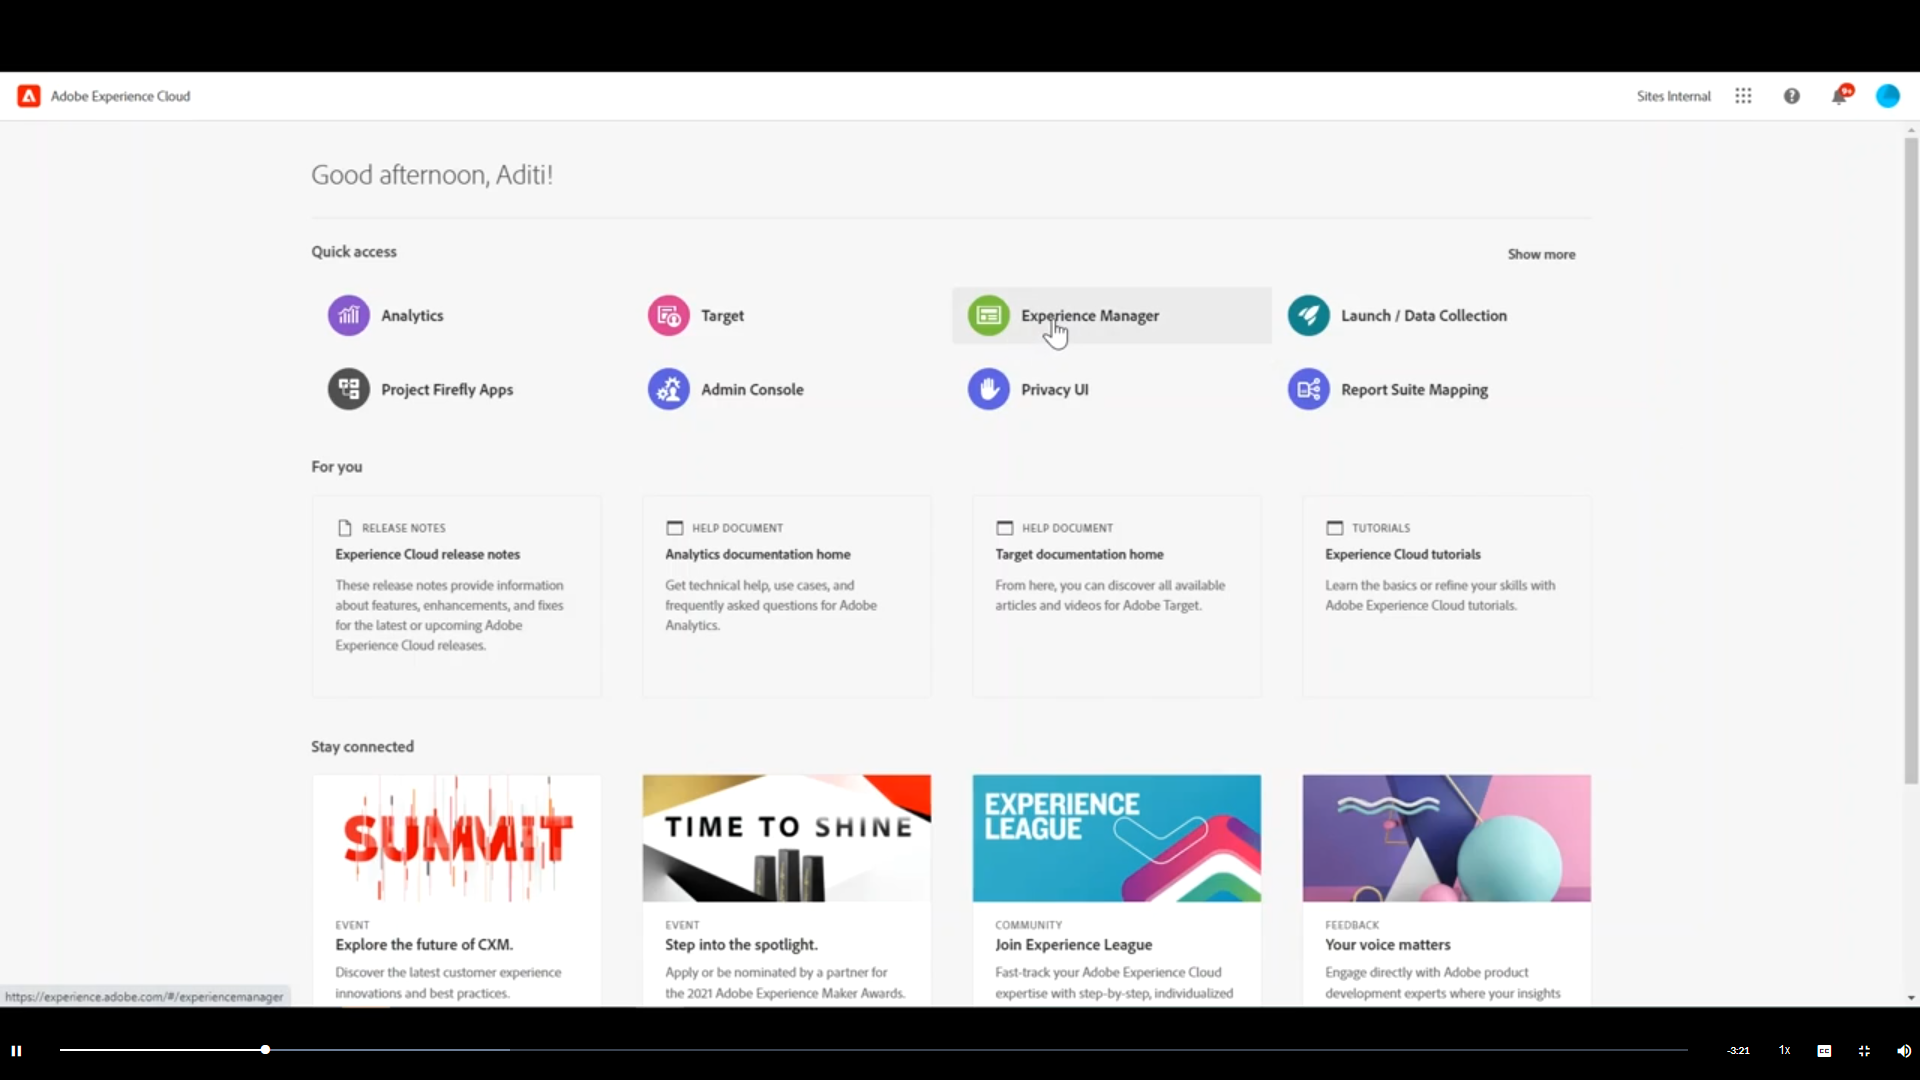 Adobe Experience Cloud
Sites Internal
9+
Good afternoon, Aditi!
Quick access
Show more
Analytics
Target
Experience Manager
Launch / Data Collection
Project Firefly Apps
Admin Console
Privacy UI
Report Suite Mapping
For you
RELEASE NOTES
Experience Cloud release notes
These release notes provide information
about features, enhancements, and fixes
for the latest or upcoming Adobe
Experience Cloud releases.
HELP DOCUMENT
Analytics documentation home
Get technical help, use cases, and
frequently asked questions for Adobe
Analytics.
HELP DOCUMENT
Target documentation home
From here, you can discover all available
articles and videos for Adobe Target.
TUTORIALS
Experience Cloud tutorials
Learn the basics or refine your skills with
Adobe Experience Cloud tutorials.
Stay connected
SUMMIT
EVENT
Explore the future of CXM.
Discover the latest customer experience
innovations and best practices.
TIME TO SHINE
EVENT
Step into the spotlight.
Apply or be nominated by a partner for
the 2021 Adobe Experience Maker Awards.
EXPERIENCE
LEAGUE
COMMUNITY
Join Experience League
Fast-track your Adobe Experience Cloud
expertise with step-by-step, individualized
FEEDBACK
Your voice matters
Engage directly with Adobe product
development experts where your insights
https://experience.adobe.com/#/experiencemanager
-3:21
1x
CC